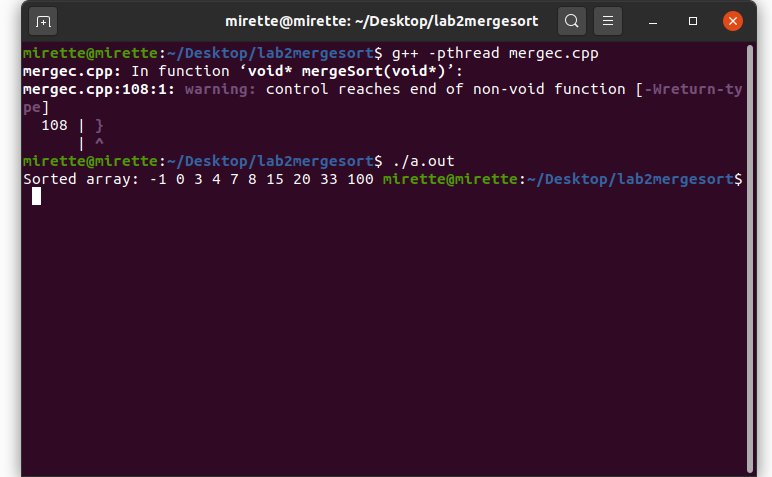 mirette@mirette: ~/Desktop/lab2mergesort
mirette@mirette:~/Desktop/lab2mergesort$ g++ -pthread mergec.cpp
mergec.cpp: In function ‘void* mergeSort(void*)’:
mergec.cpp:108:1: warning: control reaches end of non-void function [-Wreturn-ty
pe]
  108 | }
      | ^
mirette@mirette:~/Desktop/lab2mergesort$ ./a.out
Sorted array: -1 0 3 4 7 8 15 20 33 100 mirette@mirette:~/Desktop/lab2mergesort$